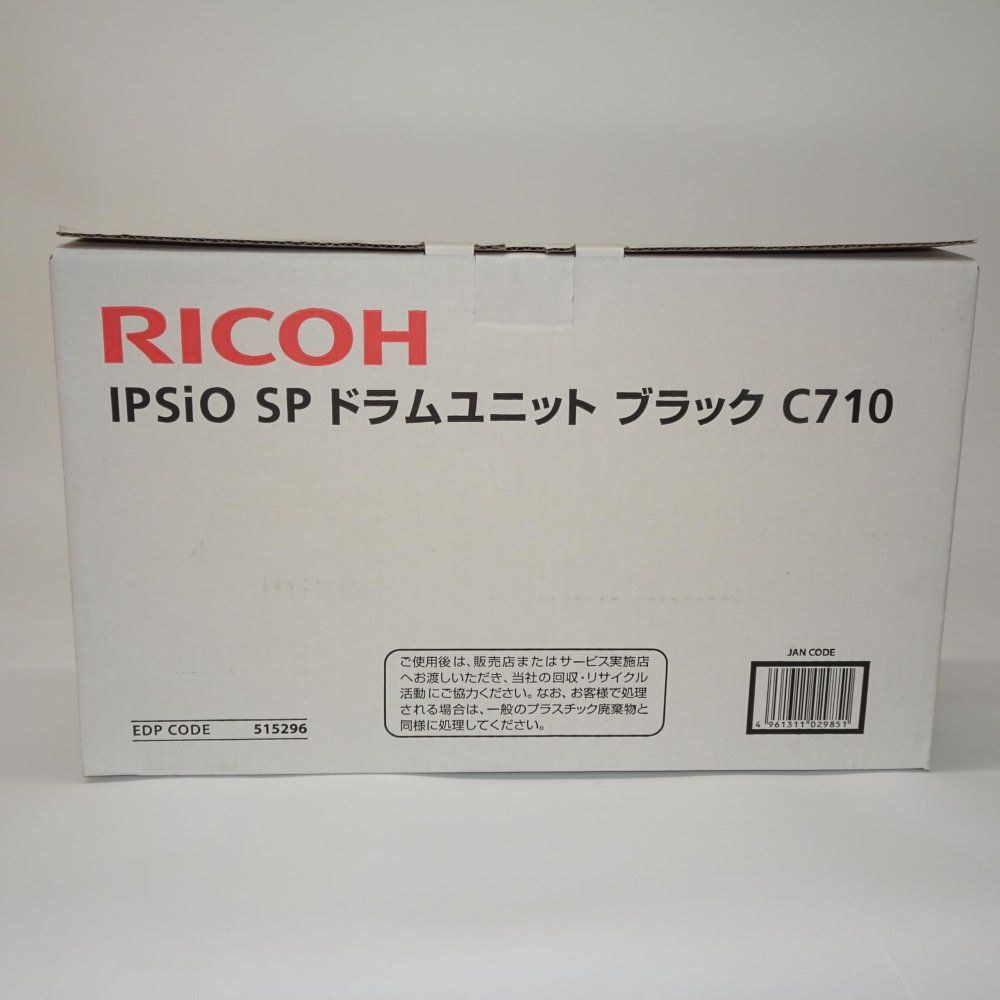 RICOH
IPSiO SP ドラムユニット ブラック C710
ご使用後は、販売店またはサービス実施店
へお渡しいただき、当社の回収・リサイクル
活動にご協力ください。なお、お客様で処理
される場合は、一般のプラスチック廃棄物と
同様に処理してください。
JAN CODE
4 961311 029851
EDP CODE 515296